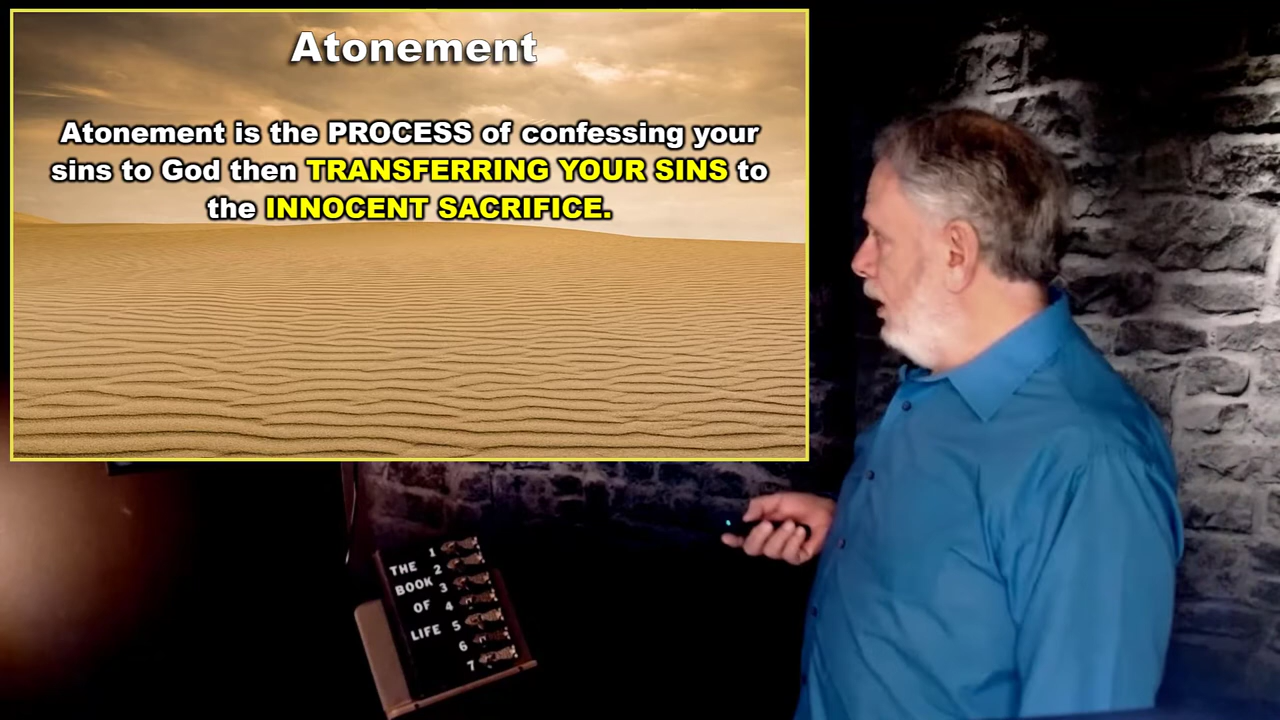 Atonement
Atonement is the PROCESS of confessing your
sins to God then TRANSFERRING YOUR SINS to
the INNOCENT SACRIFICE.
THE
BOOK
OF
LIFE
1
2
3
4
5
6
7